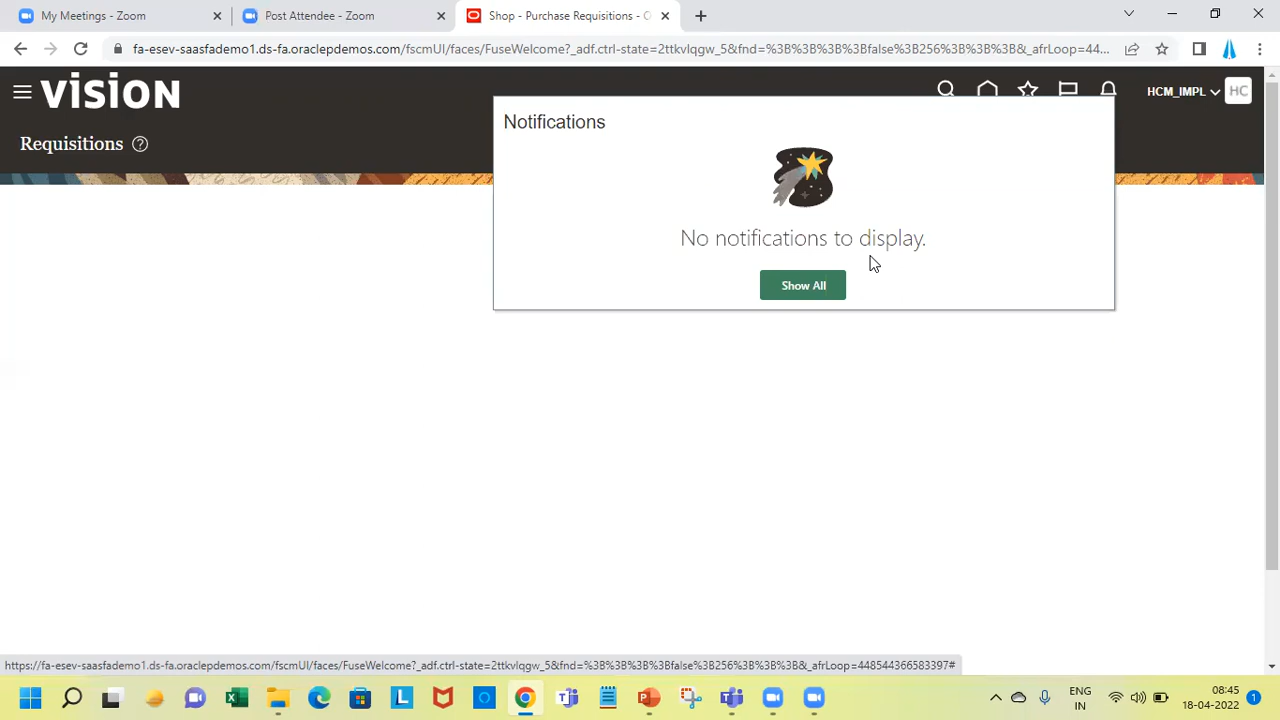 My Meetings - Zoom
Post Attendee - Zoom
Shop - Purchase Requisitions - O
fa-esev-saasfademo1.ds-fa.oraclepdemos.com/fscmUI/faces/FuseWelcome?_adf.ctrl-state=2ttkvlqgw_5&fnd=%3B%3B%3B%3Bfalse%3B256%3B%3B%3B&_afrLoop=44...
VISION
HCM_IMPL
HC
Requisitions ?
Notifications
No notifications to display.
Show All
https://fa-esev-saasfademo1.ds-fa.oraclepdemos.com/fscmUI/faces/FuseWelcome?_adf.ctrl-state=2ttkvlqgw_5&fnd=%3B%3B%3B%3Bfalse%3B256%3B%3B%3B&_afrLoop=448544366583397#
ENG
IN
08:45
18-04-2022
1